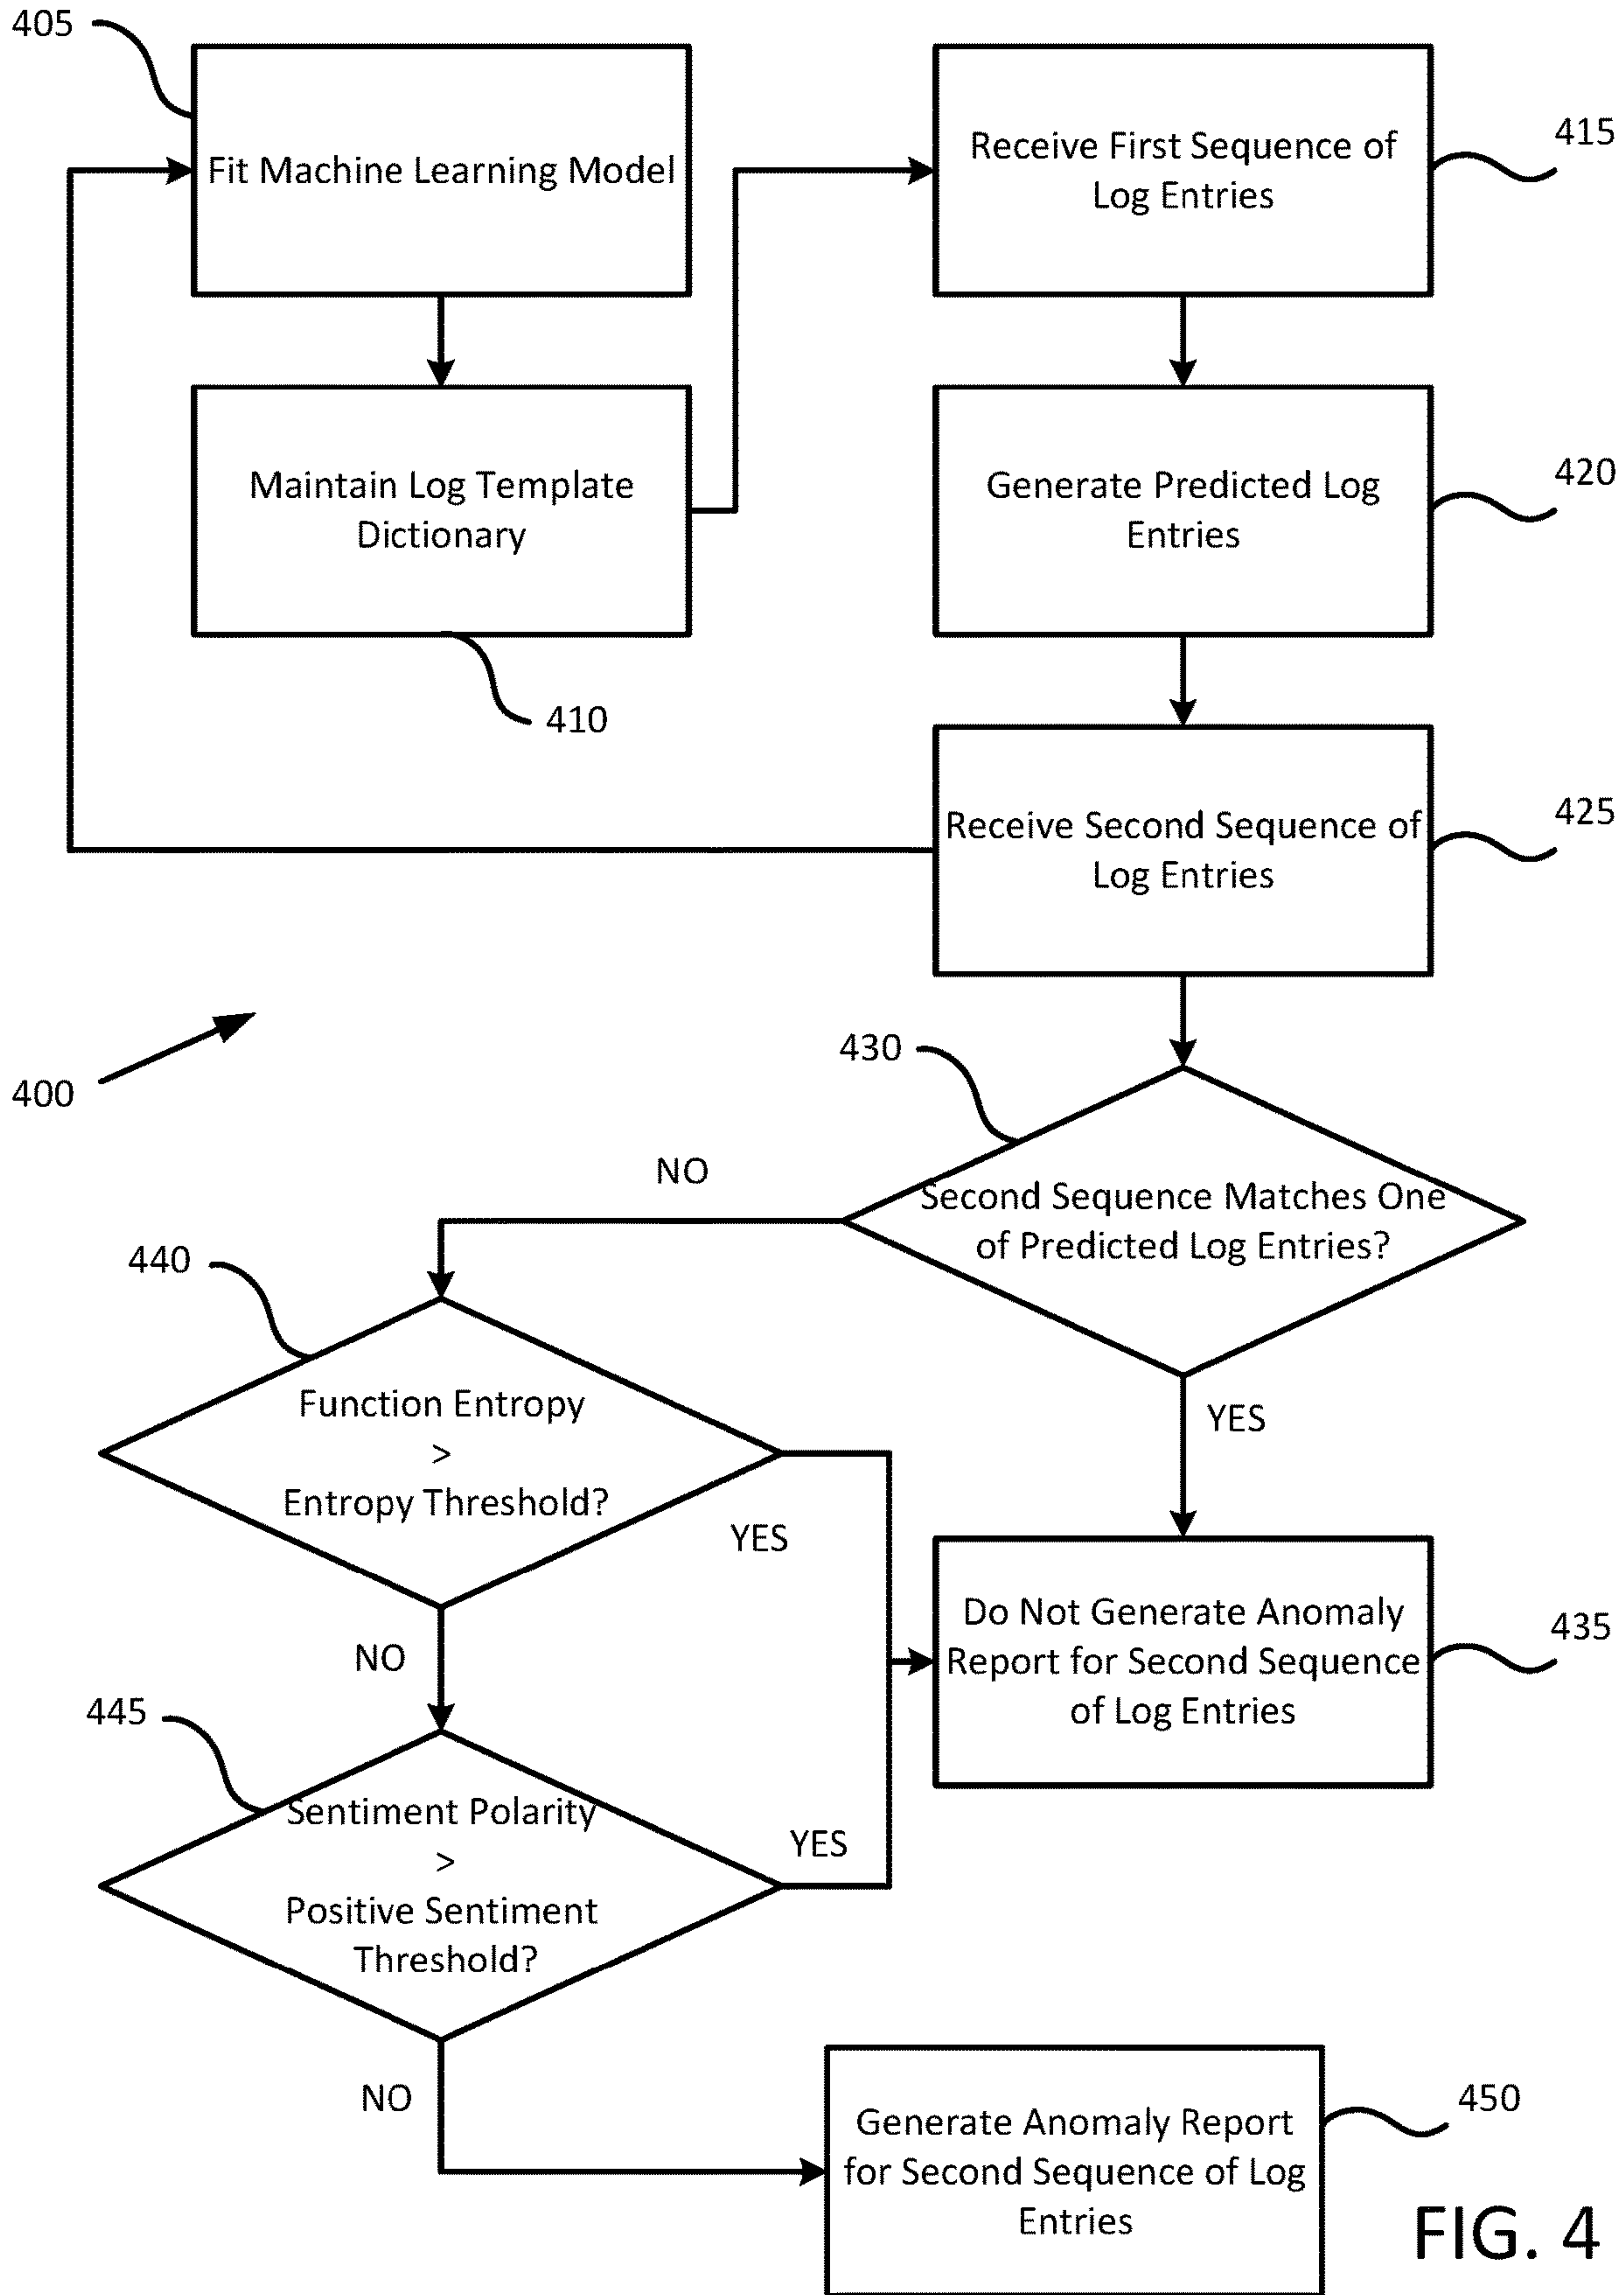 405
Fit Machine Learning Model
Receive First Sequence of
Log Entries
415
Maintain Log Template
Dictionary
410
Generate Predicted Log
Entries
420
Receive Second Sequence of
Log Entries
425
400
430
Second Sequence Matches One
of Predicted Log Entries?
NO
YES
440
Function Entropy
>
Entropy Threshold?
YES
NO
Do Not Generate Anomaly
Report for Second Sequence
of Log Entries
435
445
Sentiment Polarity
>
Positive Sentiment
Threshold?
YES
NO
Generate Anomaly Report
for Second Sequence of Log
Entries
450
FIG. 4